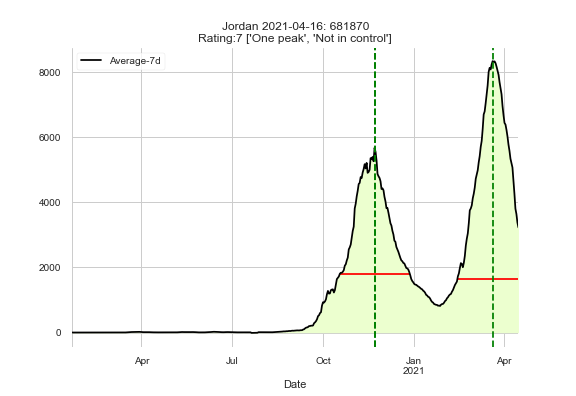 Jordan 2021-04-16: 681870
Rating:7 ['One peak', 'Not in control']
Average-7d
8000
6000
4000
2000
0
Apr
Jul
Oct
Jan
2021
Apr
Date